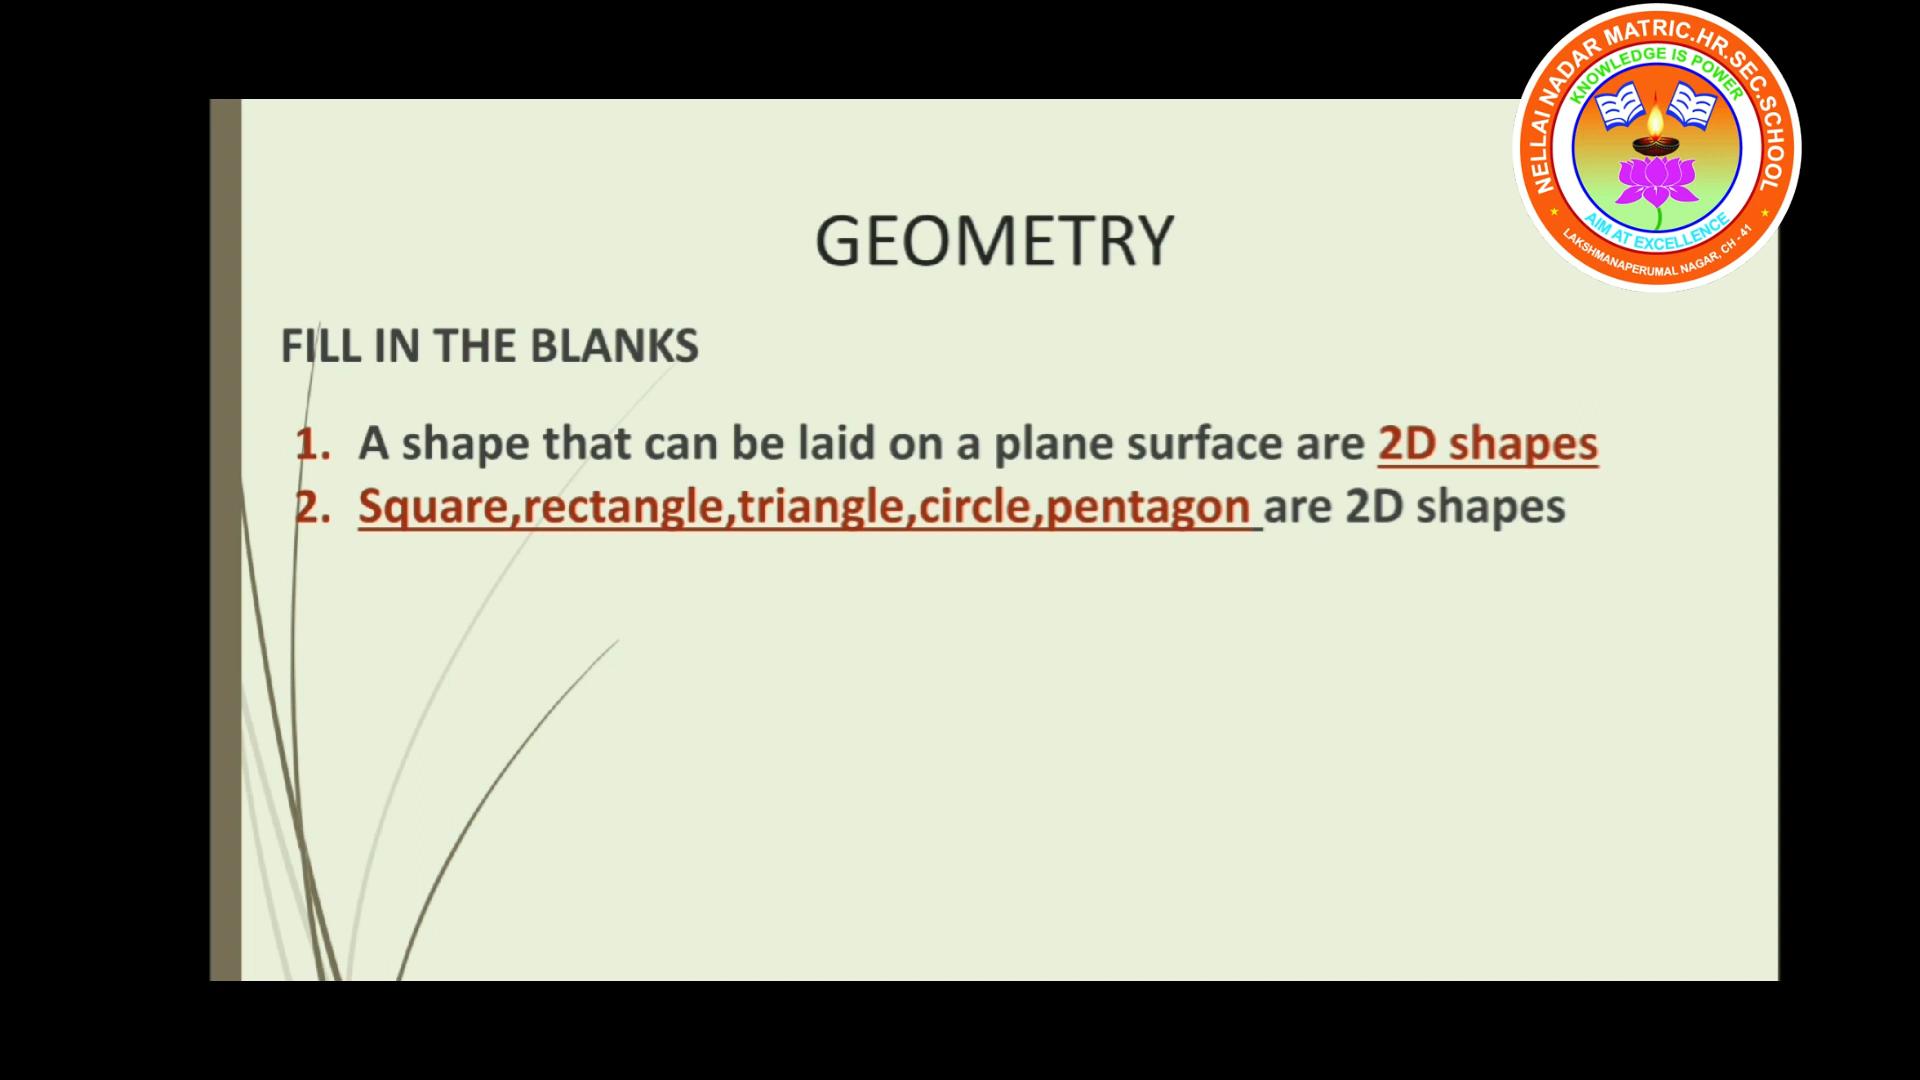 NELLAI NADAR MATRIC.HR.SEC.SCHOOL
KNOWLEDGE IS POWER
AIM AT EXCELLENCE
LAKSHMANAPERUMAL NAGAR, CH - 41
GEOMETRY
FILL IN THE BLANKS
1. A shape that can be laid on a plane surface are 2D shapes
2. Square,rectangle,triangle,circle,pentagon are 2D shapes